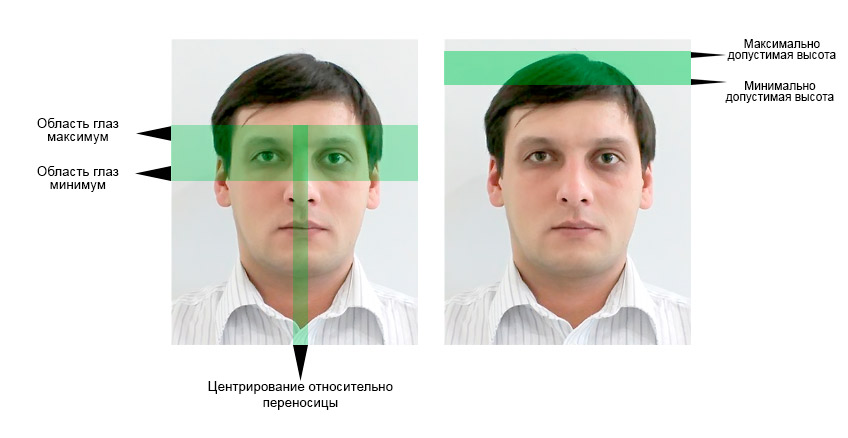 Область глаз
максимум
Область глаз
минимум
Центрирование относительно
переносицы
Максимально
допустимая высота
Минимально
допустимая высота